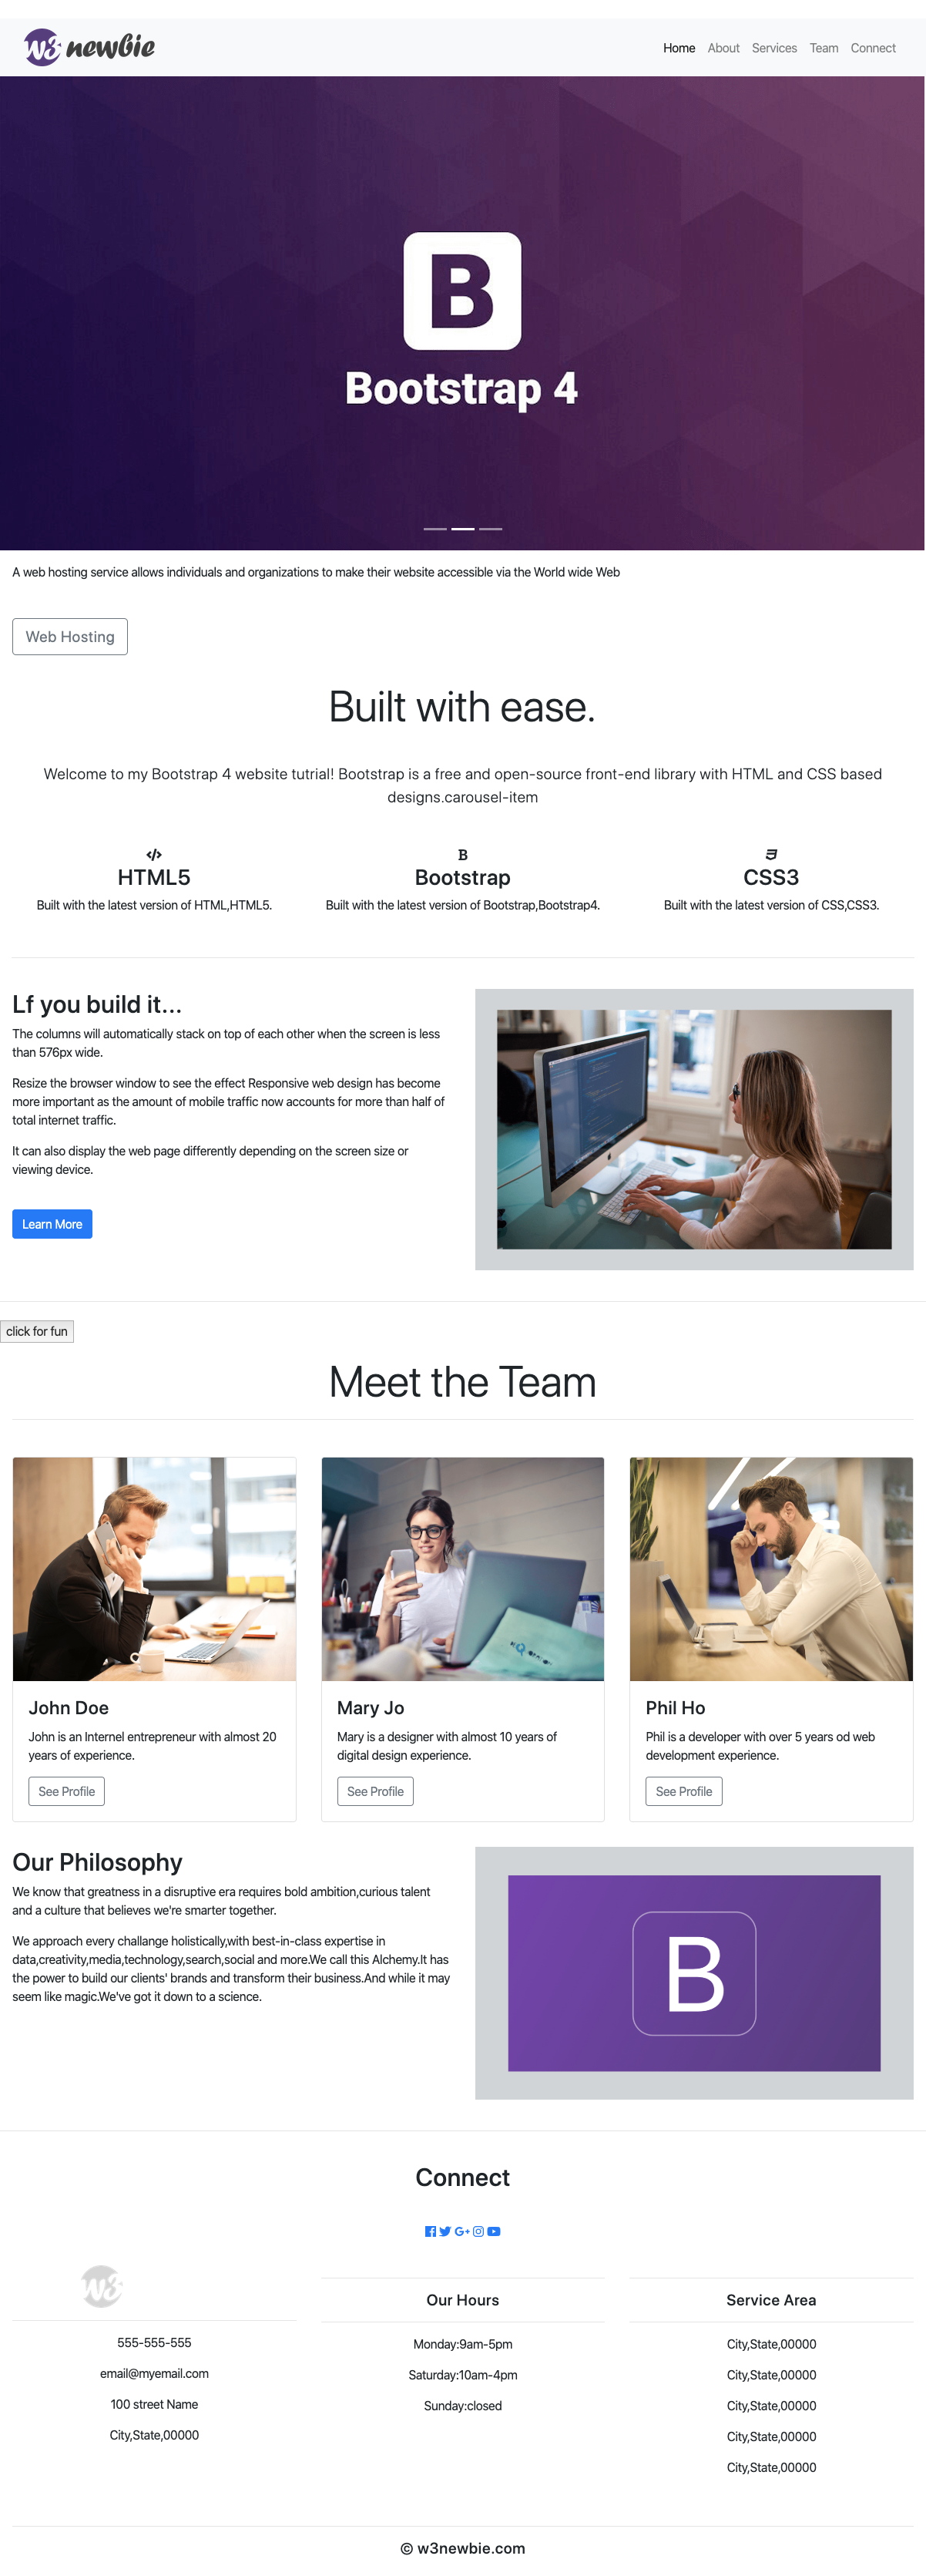 w3 newbie
Home About Services Team Connect
B
Bootstrap 4
A web hosting service allows individuals and organizations to make their website accessible via the World wide Web
Web Hosting
Built with ease.
Welcome to my Bootstrap 4 website tutrial! Bootstrap is a free and open-source front-end library with HTML and CSS based
designs.carousel-item
HTML5
Built with the latest version of HTML,HTML5.
B
Bootstrap
Built with the latest version of Bootstrap,Bootstrap4.
CSS3
Built with the latest version of CSS,CSS3.
Lf you build it...
The columns will automatically stack on top of each other when the screen is less
than 576px wide.
Resize the browser window to see the effect Responsive web design has become
more important as the amount of mobile traffic now accounts for more than half of
total internet traffic.
It can also display the web page differently depending on the screen size or
viewing device.
Learn More
click for fun
Meet the Team
John Doe
John is an Internel entrepreneur with almost 20
years of experience.
See Profile
Mary Jo
Mary is a designer with almost 10 years of
digital design experience.
See Profile
Phil Ho
Phil is a developer with over 5 years od web
development experience.
See Profile
Our Philosophy
We know that greatness in a disruptive era requires bold ambition,curious talent
and a culture that believes we're smarter together.
We approach every challange holistically,with best-in-class expertise in
data,creativity,media,technology,search,social and more.We call this Alchemy.It has
the power to build our clients' brands and transform their business.And while it may
seem like magic.We've got it down to a science.
B
Connect
G+
w3
555-555-555
email@myemail.com
100 street Name
City,State,00000
Our Hours
Monday:9am-5pm
Saturday:10am-4pm
Sunday:closed
Service Area
City,State,00000
City,State,00000
City,State,00000
City,State,00000
City,State,00000
© w3newbie.com